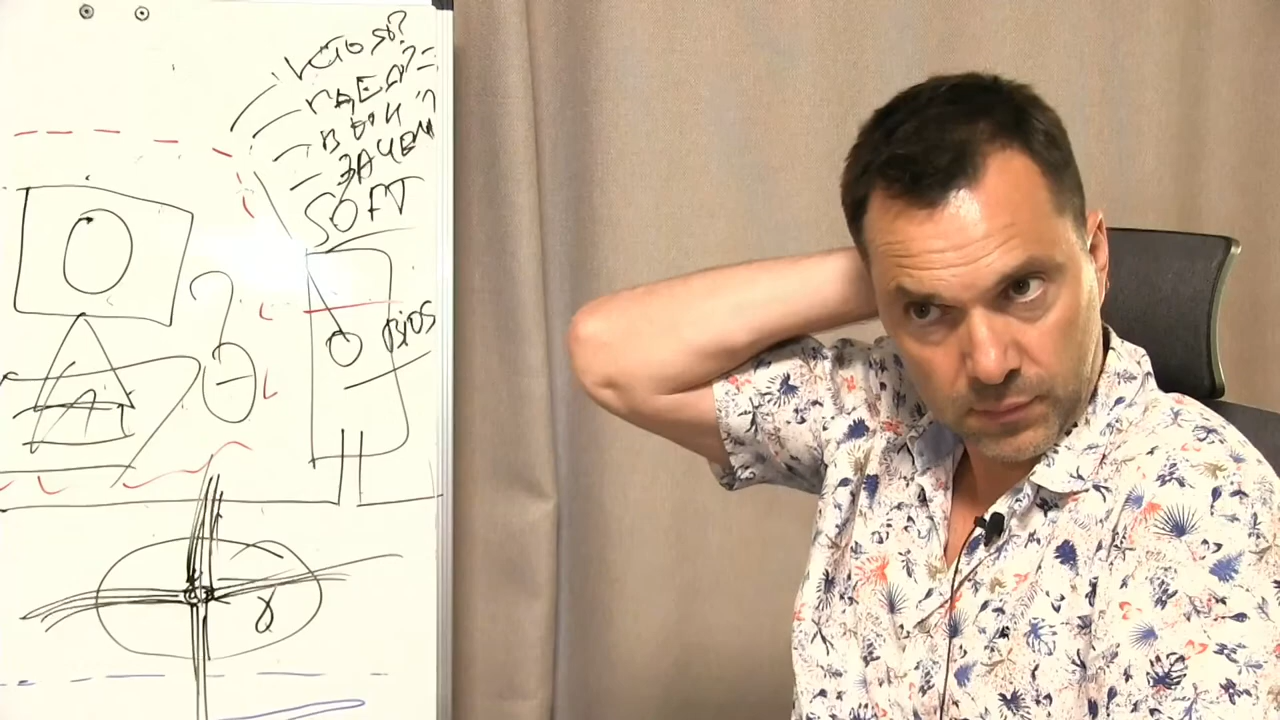 кто я?
где я?=
в чём?
зачем
SOFT
BiOS
А
γ